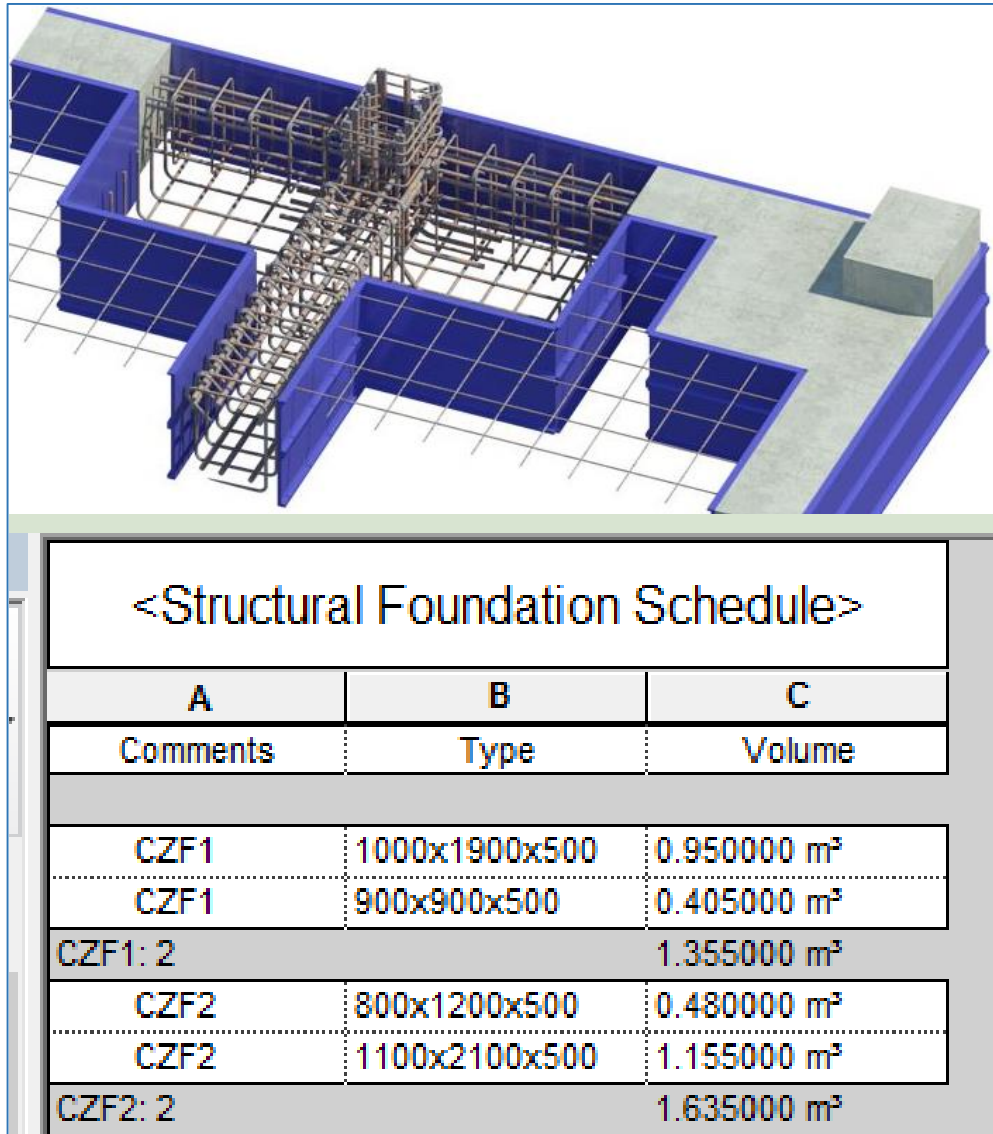 <Structural Foundation Schedule>
A B C
Comments Type Volume
CZF1 1000x1900x500 0.950000 m³
CZF1 900x900x500 0.405000 m³
CZF1: 2 1.355000 m³
CZF2 800x1200x500 0.480000 m³
CZF2 1100x2100x500 1.155000 m³
CZF2: 2 1.635000 m³